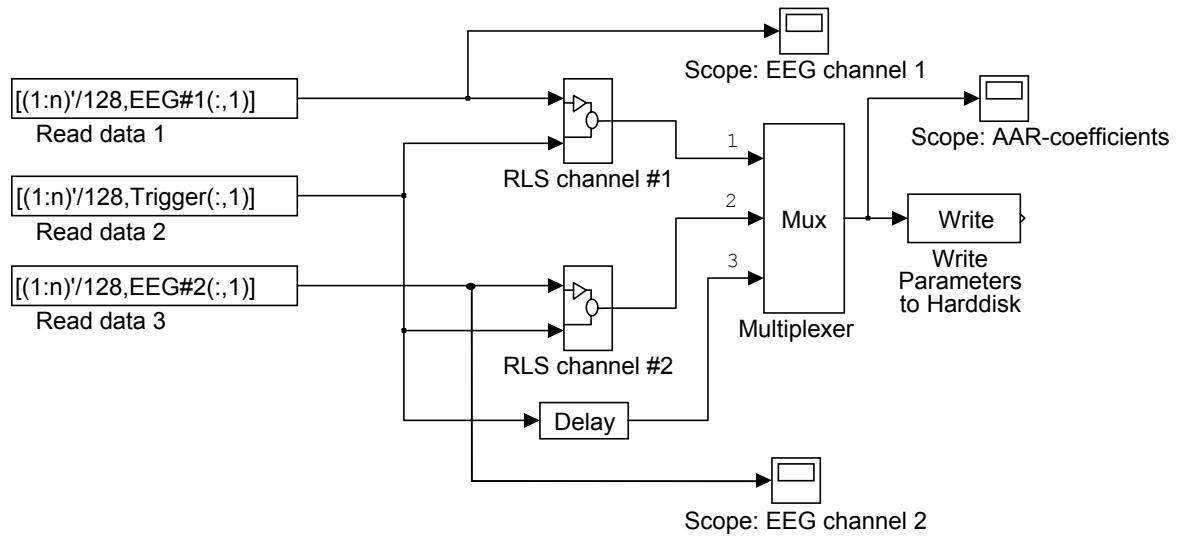 Scope: EEG channel 1
[(1:n)'/128,EEG#1(:,1)]
Read data 1
RLS channel #1
Scope: AAR-coefficients
[(1:n)'/128,Trigger(:,1)]
Read data 2
1
2
3
Mux
Multiplexer
Write
Write
Parameters
to Harddisk
[(1:n)'/128,EEG#2(:,1)]
Read data 3
RLS channel #2
Delay
Scope: EEG channel 2